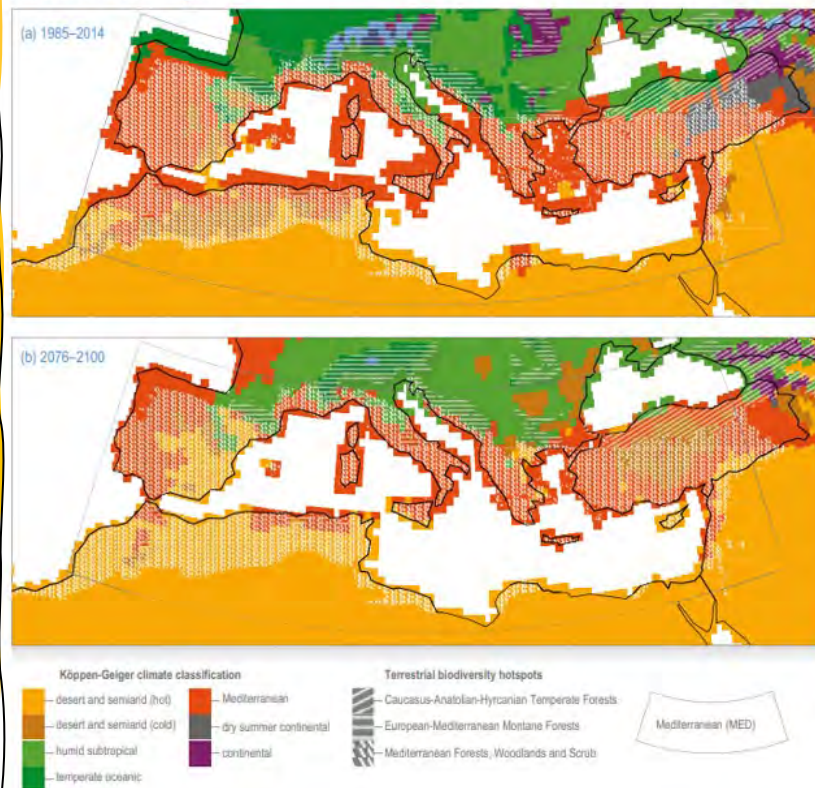 (a) 1985–2014
(b) 2076–2100
Köppen-Geiger climate classification
desert and semiarid (hot)
desert and semiarid (cold)
humid subtropical
temperate oceanic
Mediterranean
dry summer continental
continental
Terrestrial biodiversity hotspots
Caucasus-Anatolian-Hyrcanian Temperate Forests
European-Mediterranean Montane Forests
Mediterranean Forests, Woodlands and Scrub
Mediterranean (MED)